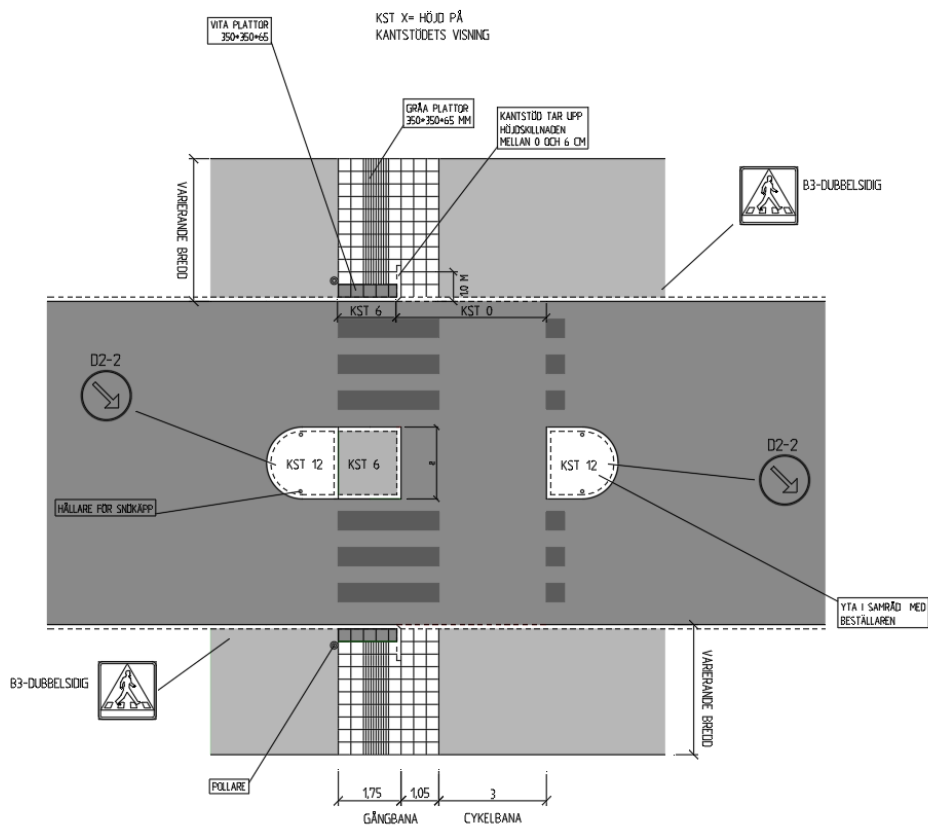 KST X= HÖJD PÅ
KANTSTÖDETS VISNING
VITA PLATTOR
350*350*65
GRÅA PLATTOR
350*350*65 MM
KANTSTÖD TAR UPP
HÖJDSKILLNADEN
MELLAN 0 OCH 6 CM
B3-DUBBELSIDIG
VARIERANDE BREDD
1.0 M
KST 6
KST 0
D2-2
KST 12
KST 6
2
KST 12
D2-2
HÅLLARE FÖR SNÖKÄPP
YTA I SAMRÅD MED
BESTÄLLAREN
B3-DUBBELSIDIG
VARIERANDE BREDD
POLLARE
1,75
1,05
3
GÅNGBANA
CYKELBANA